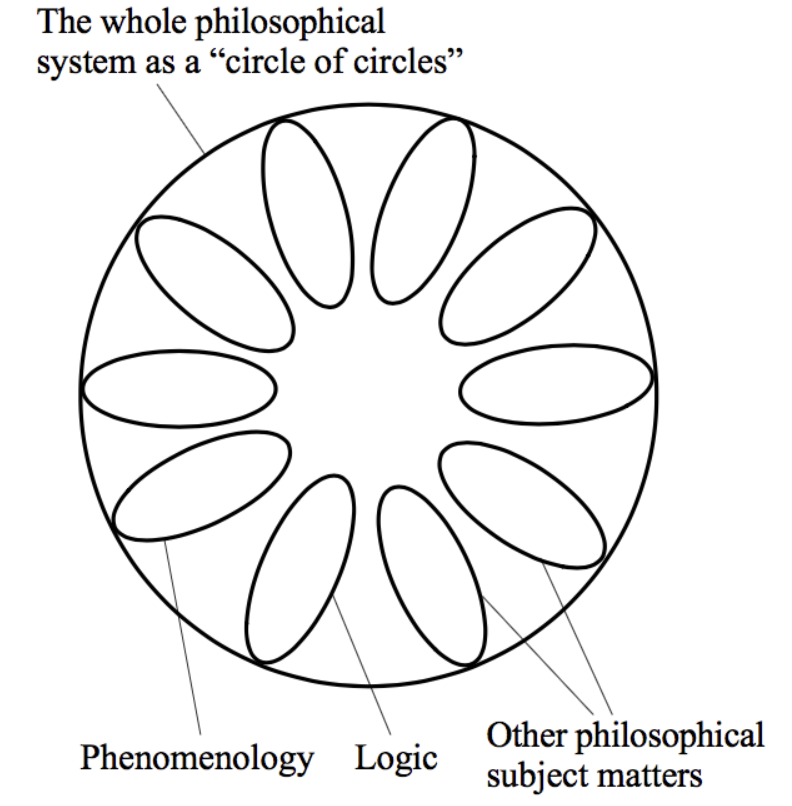 The whole philosophical
system as a “circle of circles”
Phenomenology
Logic
Other philosophical
subject matters